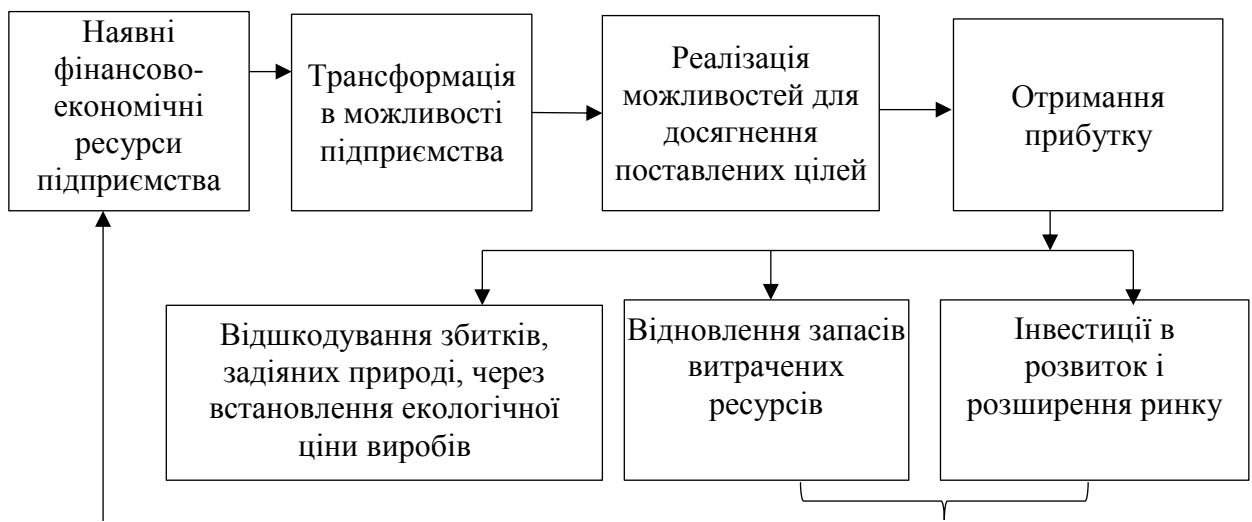 Наявні
фінансово-
економічні
ресурси
підприємства
Трансформація
в можливості
підприємства
Реалізація
можливостей для
досягнення
поставлених цілей
Отримання
прибутку
Відшкодування збитків,
задіяних природі, через
встановлення екологічної
ціни виробів
Відновлення запасів
витрачених
ресурсів
Інвестиції в
розвиток і
розширення ринку